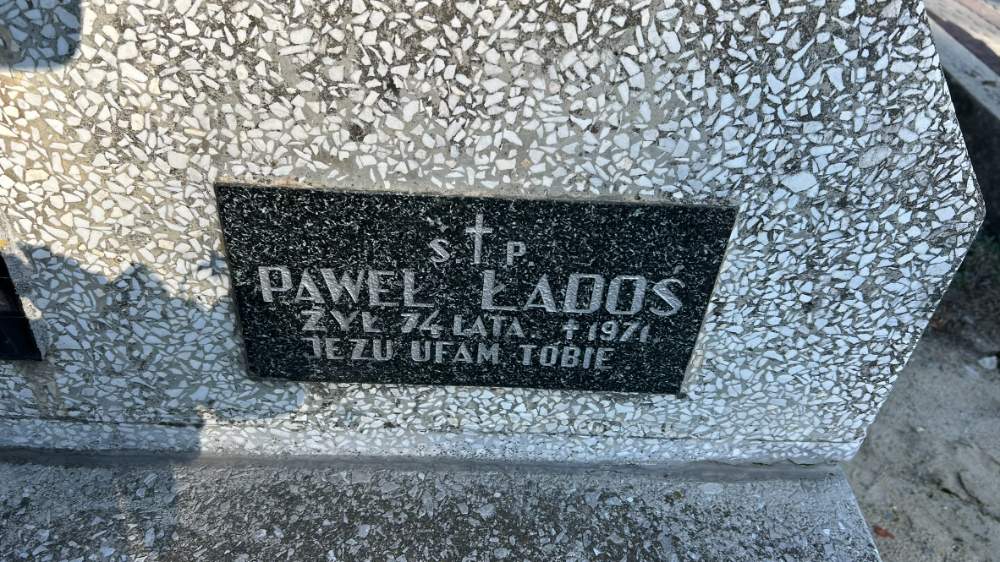 Ś P
PAWEŁ ŁADOŚ
ŻYŁ 74 LATA †1971
JEZU UFAM TOBIE